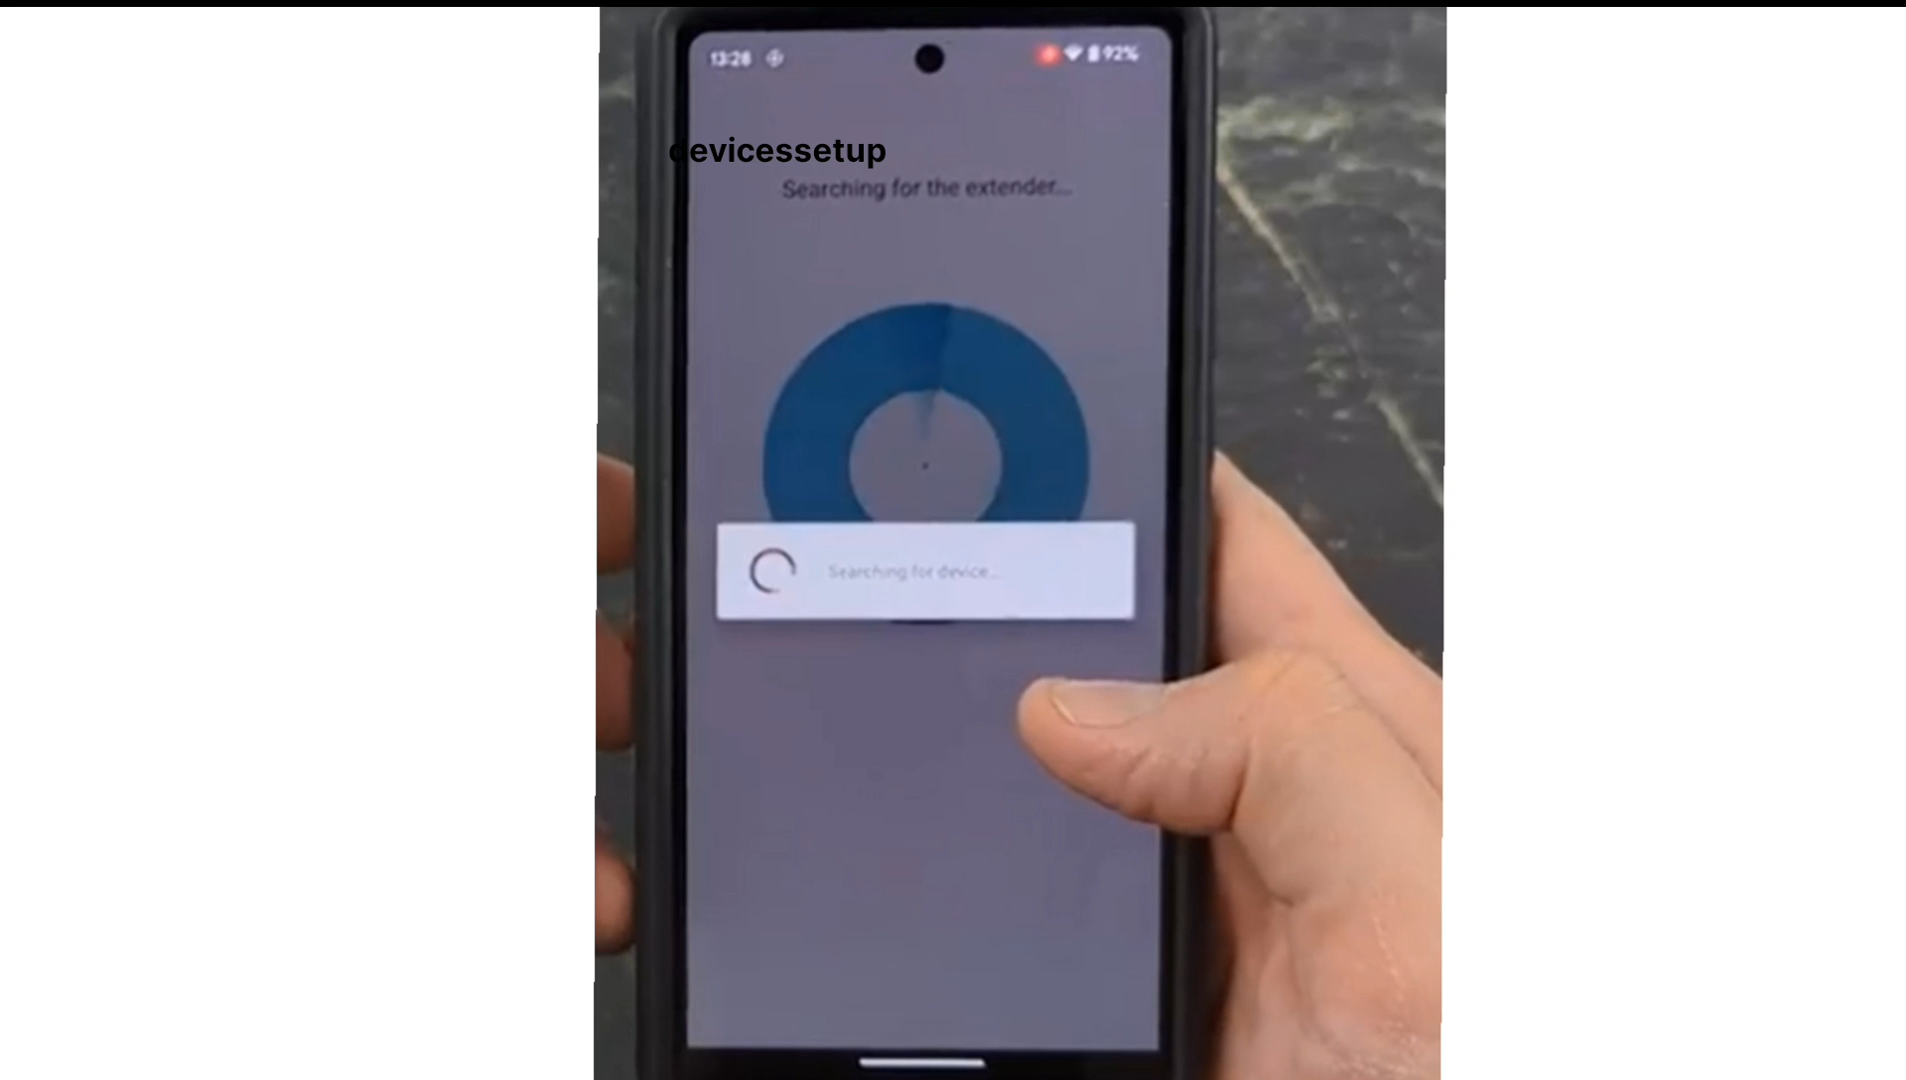 13:28 92%
devicessetup
Searching for the extender...
Searching for device...